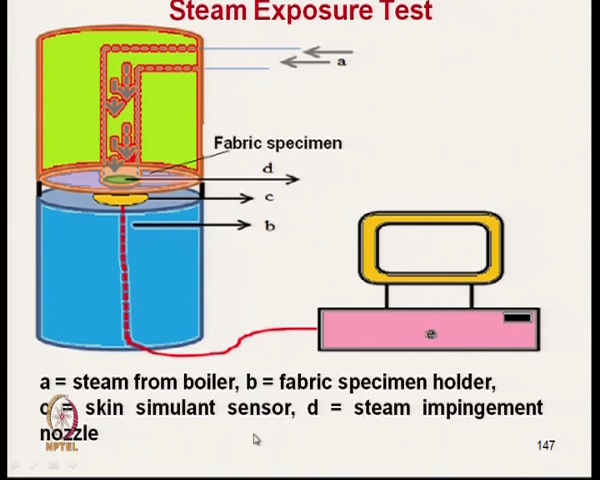 Steam Exposure Test
a
Fabric specimen
d
c
b
e
a = steam from boiler, b = fabric specimen holder,
c = skin simulant sensor, d = steam impingement
nozzle
NPTEL
147